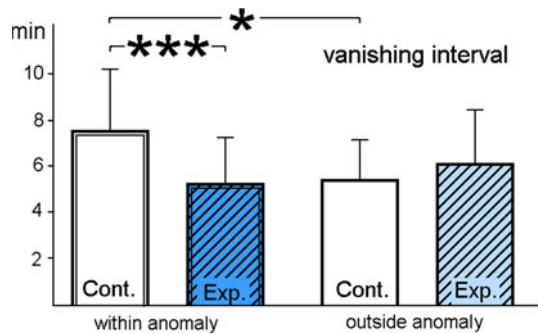 min
*
***
vanishing interval
10
8
6
4
2
Cont.
Exp.
Cont.
Exp.
within anomaly
outside anomaly